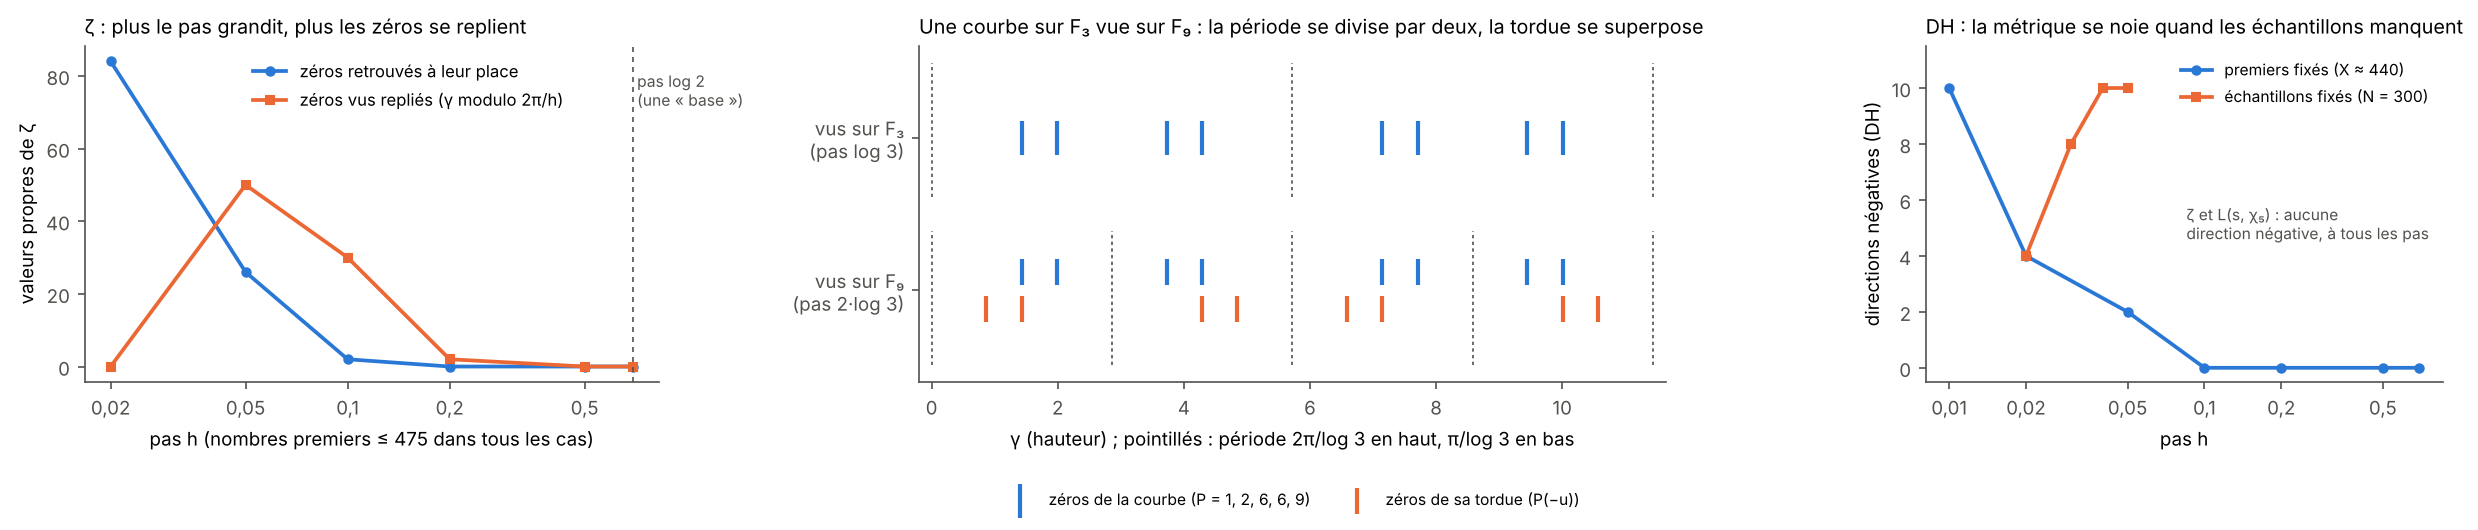 ζ : plus le pas grandit, plus les zéros se replient
zéros retrouvés à leur place
zéros vus repliés (γ modulo 2π/h)
pas log 2
(une « base »)
valeurs propres de ζ
80
60
40
20
0
0,02
0,05
0,1
0,2
0,5
pas h (nombres premiers ≤ 475 dans tous les cas)
Une courbe sur F₃ vue sur F₉ : la période se divise par deux, la tordue se superpose
vus sur F₃
(pas log 3)
vus sur F₉
(pas 2·log 3)
0
2
4
6
8
10
γ (hauteur) ; pointillés : période 2π/log 3 en haut, π/log 3 en bas
zéros de la courbe (P = 1, 2, 6, 6, 9)
zéros de sa tordue (P(−u))
DH : la métrique se noie quand les échantillons manquent
premiers fixés (X ≈ 440)
échantillons fixés (N = 300)
ζ et L(s, χ₅) : aucune
direction négative, à tous les pas
directions négatives (DH)
10
8
6
4
2
0
0,01
0,02
0,05
0,1
0,2
0,5
pas h